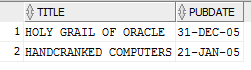 TITLE PUBDATE
1 HOLY GRAIL OF ORACLE 31-DEC-05
2 HANDCRANKED COMPUTERS 21-JAN-05